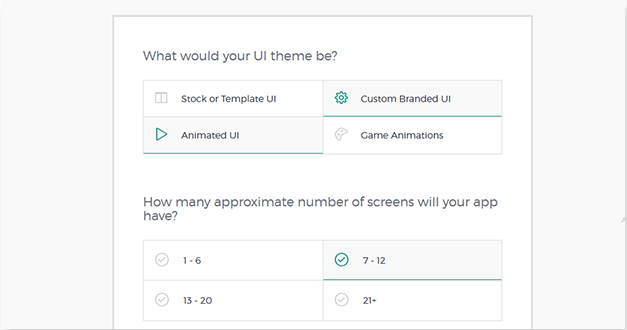 What would your UI theme be?
Stock or Template UI
Custom Branded UI
Animated UI
Game Animations
How many approximate number of screens will your app
have?
1 - 6
7 - 12
13 - 20
21+